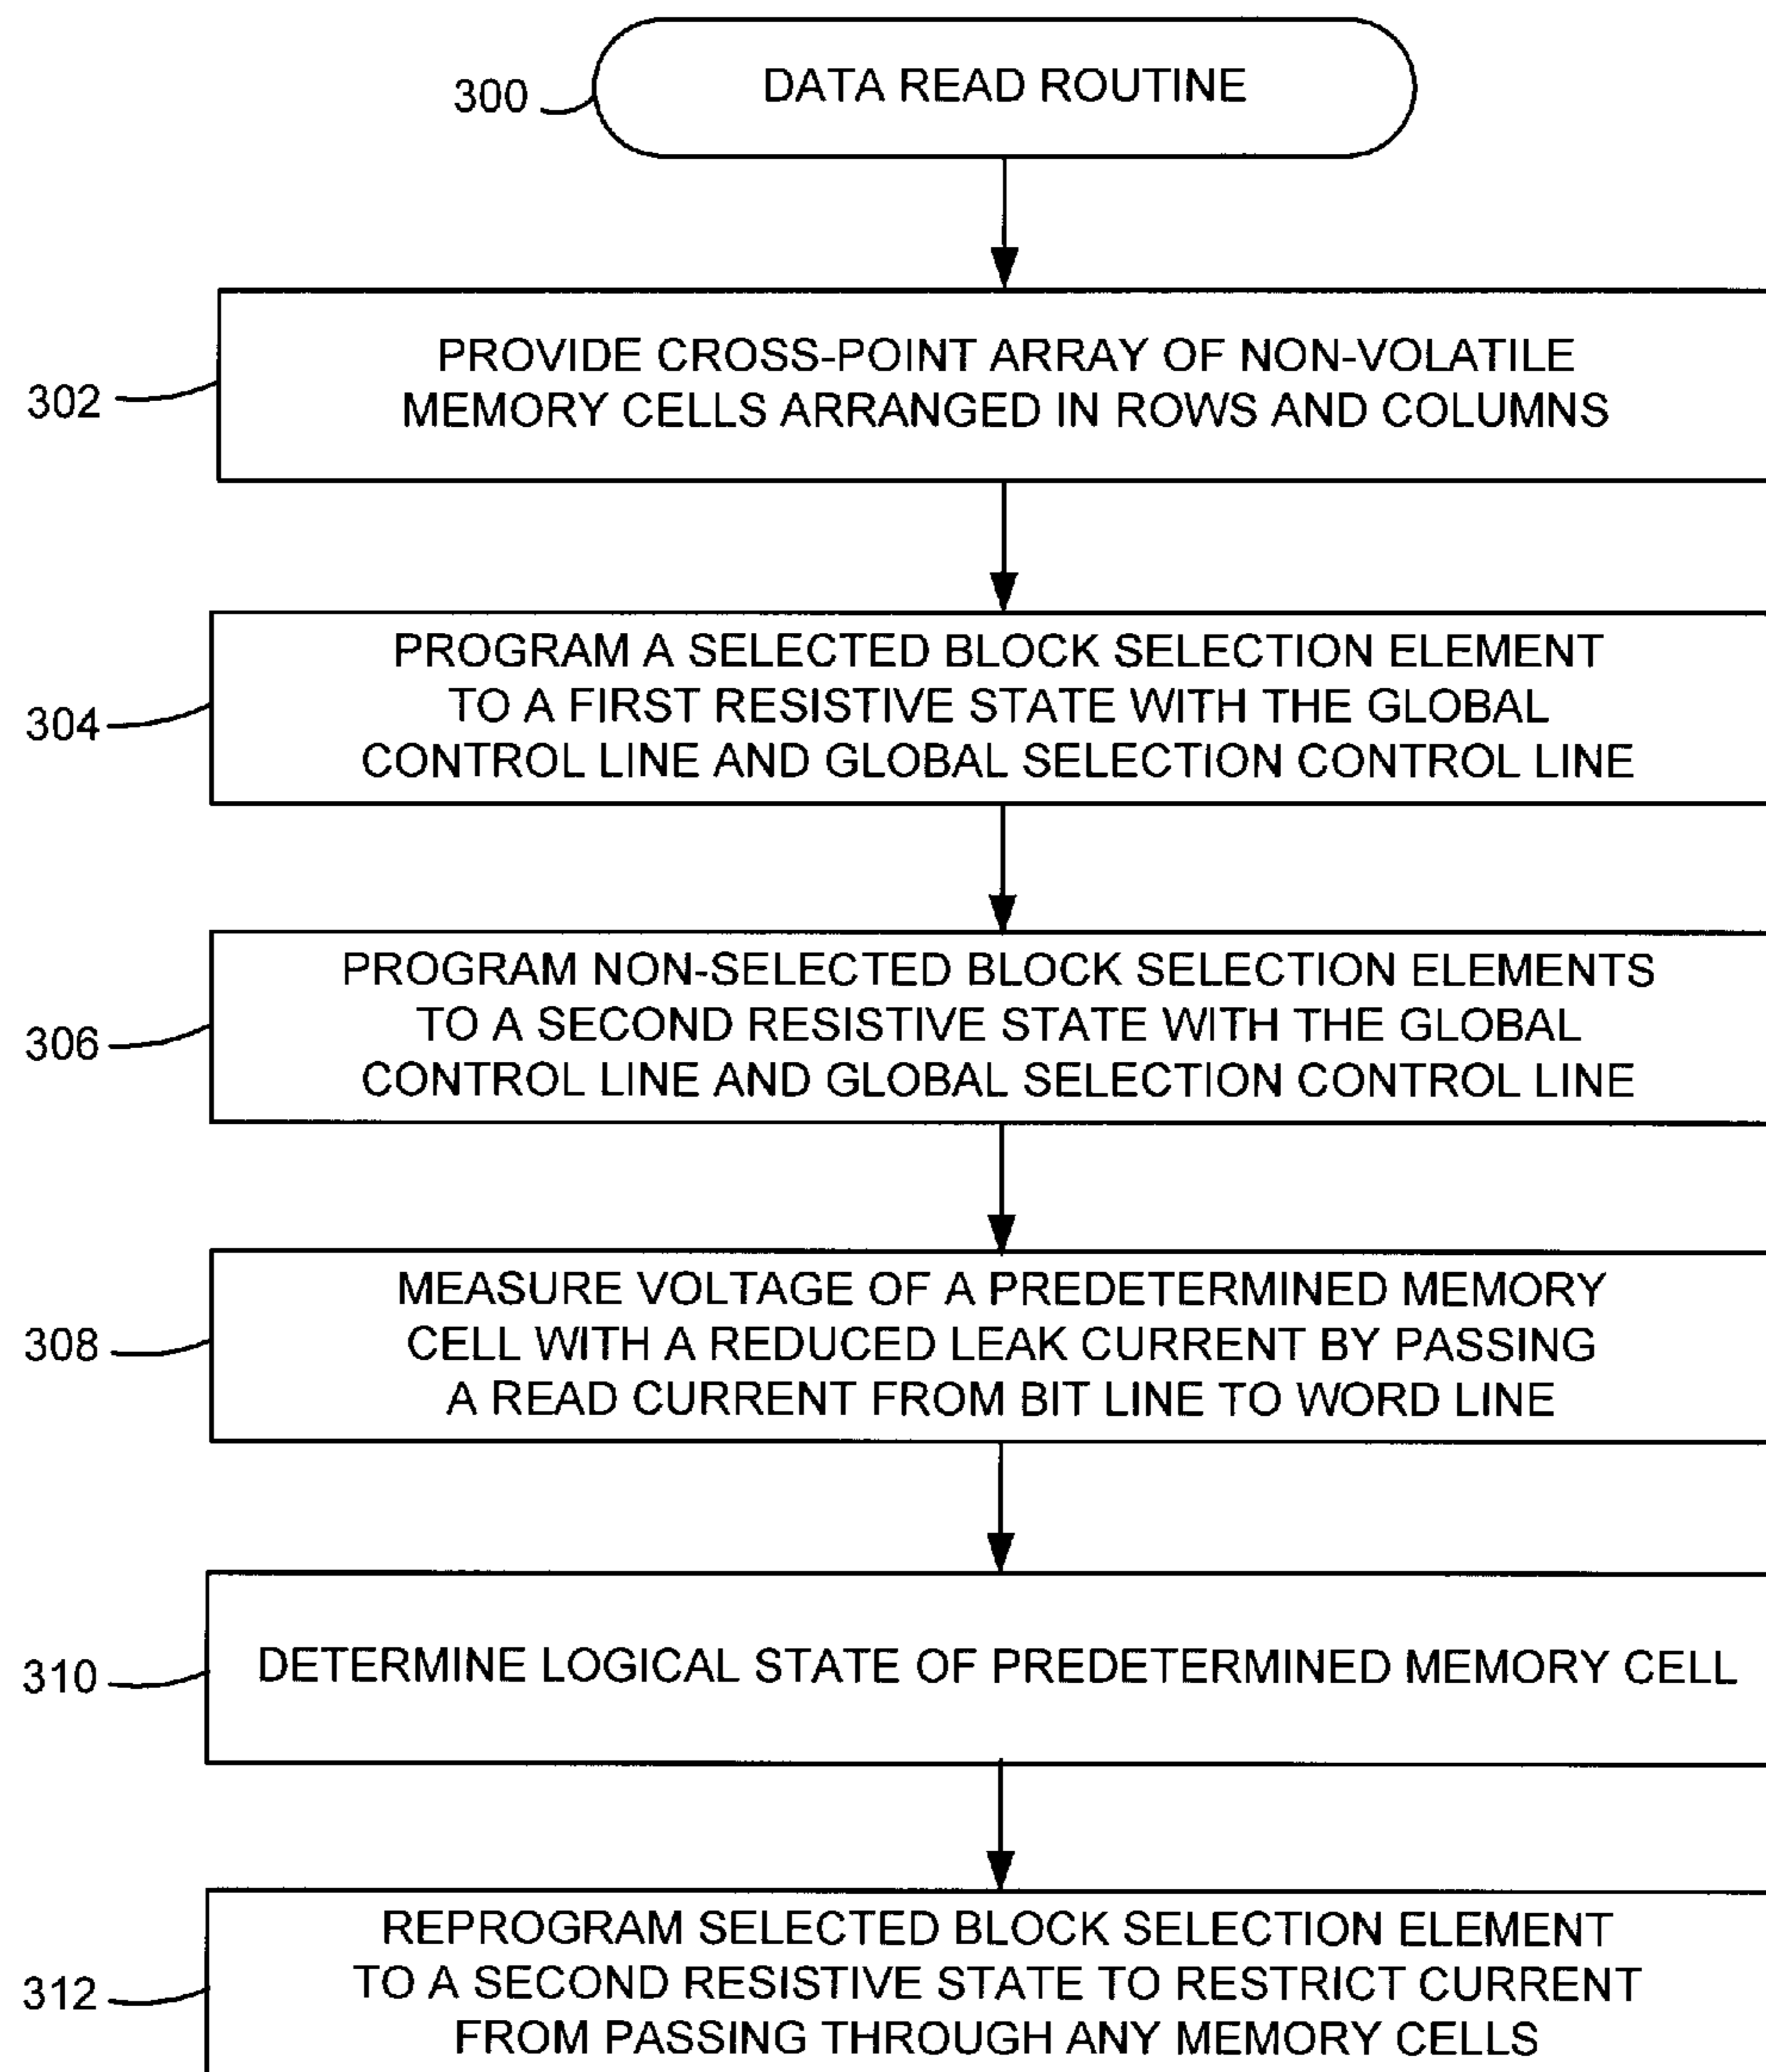 300
DATA READ ROUTINE
302
PROVIDE CROSS-POINT ARRAY OF NON-VOLATILE
MEMORY CELLS ARRANGED IN ROWS AND COLUMNS
304
PROGRAM A SELECTED BLOCK SELECTION ELEMENT
TO A FIRST RESISTIVE STATE WITH THE GLOBAL
CONTROL LINE AND GLOBAL SELECTION CONTROL LINE
306
PROGRAM NON-SELECTED BLOCK SELECTION ELEMENTS
TO A SECOND RESISTIVE STATE WITH THE GLOBAL
CONTROL LINE AND GLOBAL SELECTION CONTROL LINE
308
MEASURE VOLTAGE OF A PREDETERMINED MEMORY
CELL WITH A REDUCED LEAK CURRENT BY PASSING
A READ CURRENT FROM BIT LINE TO WORD LINE
310
DETERMINE LOGICAL STATE OF PREDETERMINED MEMORY CELL
312
REPROGRAM SELECTED BLOCK SELECTION ELEMENT
TO A SECOND RESISTIVE STATE TO RESTRICT CURRENT
FROM PASSING THROUGH ANY MEMORY CELLS